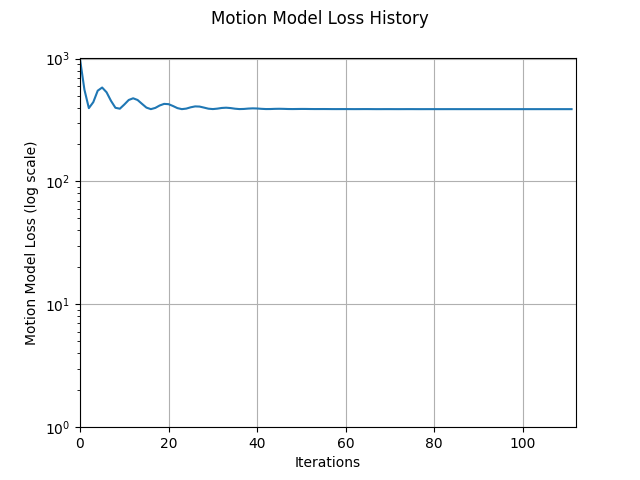 Motion Model Loss History
Motion Model Loss (log scale)
10³
10²
10¹
10⁰
0 20 40 60 80 100
Iterations